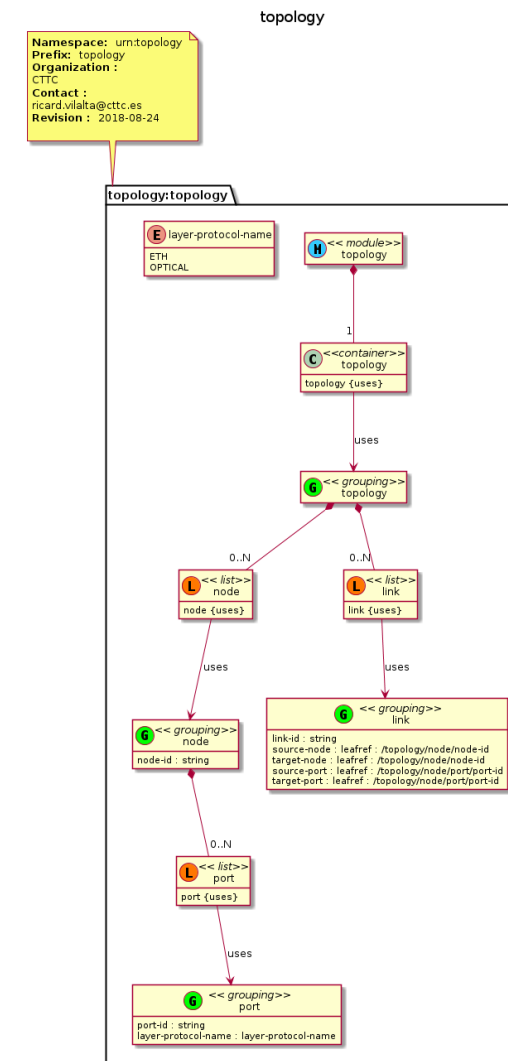 topology
Namespace: urn:topology
Prefix: topology
Organization :
CTTC
Contact :
ricard.vilalta@cttc.es
Revision : 2018-08-24
topology:topology
E layer-protocol-name
ETH
OPTICAL
M << module>>
topology
1
C <<container>>
topology
topology {uses}
uses
G << grouping>>
topology
0..N
0..N
L << list>>
node
node {uses}
L << list>>
link
link {uses}
uses
uses
G << grouping>>
node
node-id : string
G << grouping>>
link
link-id : string
source-node : leafref : /topology/node/node-id
target-node : leafref : /topology/node/node-id
source-port : leafref : /topology/node/port/port-id
target-port : leafref : /topology/node/port/port-id
0..N
L << list>>
port
port {uses}
uses
G << grouping>>
port
port-id : string
layer-protocol-name : layer-protocol-name